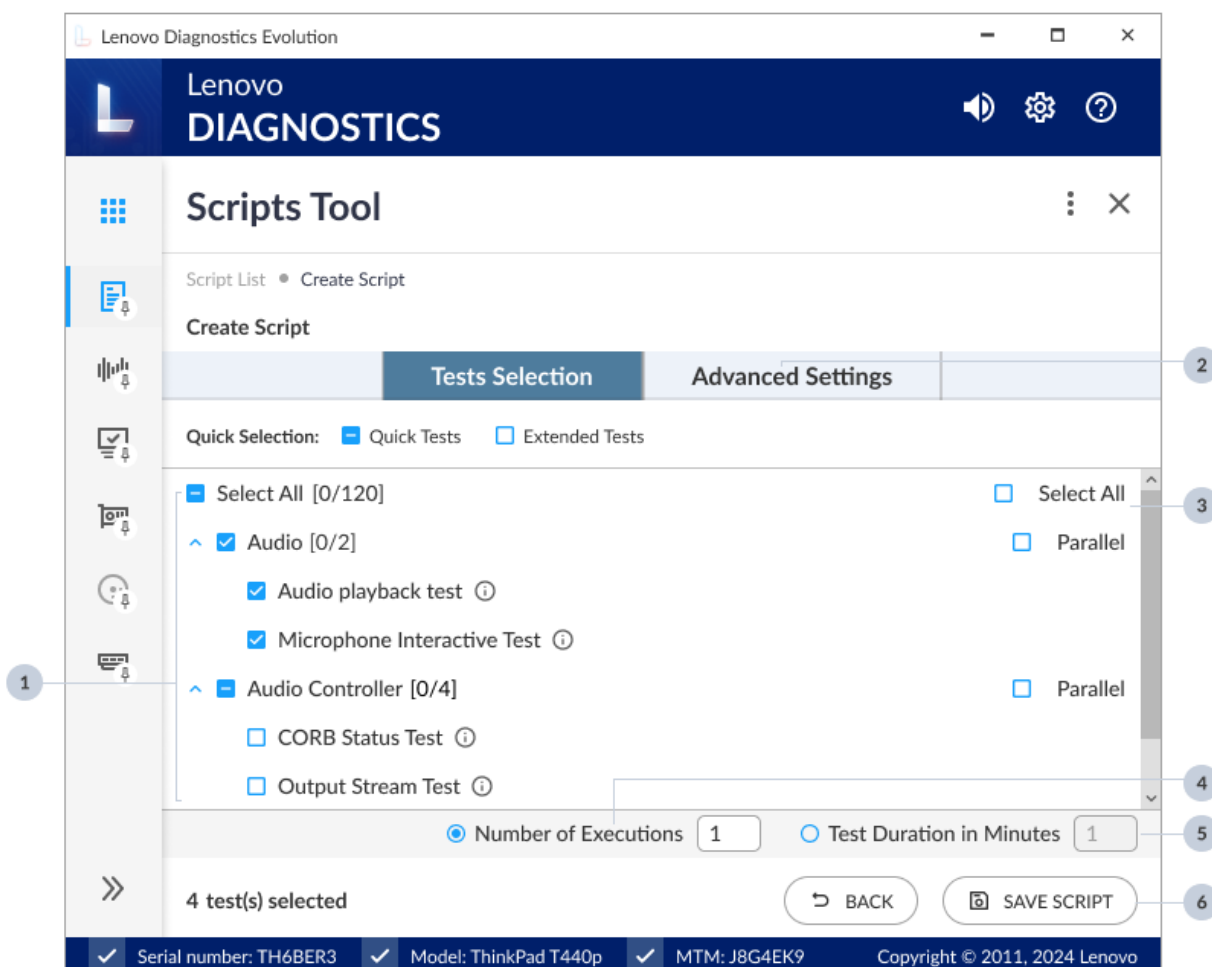 Lenovo Diagnostics Evolution
Lenovo
DIAGNOSTICS
Scripts Tool
Script List • Create Script
Create Script
Tests Selection Advanced Settings
2
Quick Selection: Quick Tests Extended Tests
Select All [0/120] Select All
3
Audio [0/2] Parallel
Audio playback test
Microphone Interactive Test
1
Audio Controller [0/4] Parallel
CORB Status Test
Output Stream Test
4
Number of Executions 1 Test Duration in Minutes 1
5
4 test(s) selected BACK SAVE SCRIPT
6
Serial number: TH6BER3 Model: ThinkPad T440p MTM: J8G4EK9 Copyright © 2011, 2024 Lenovo